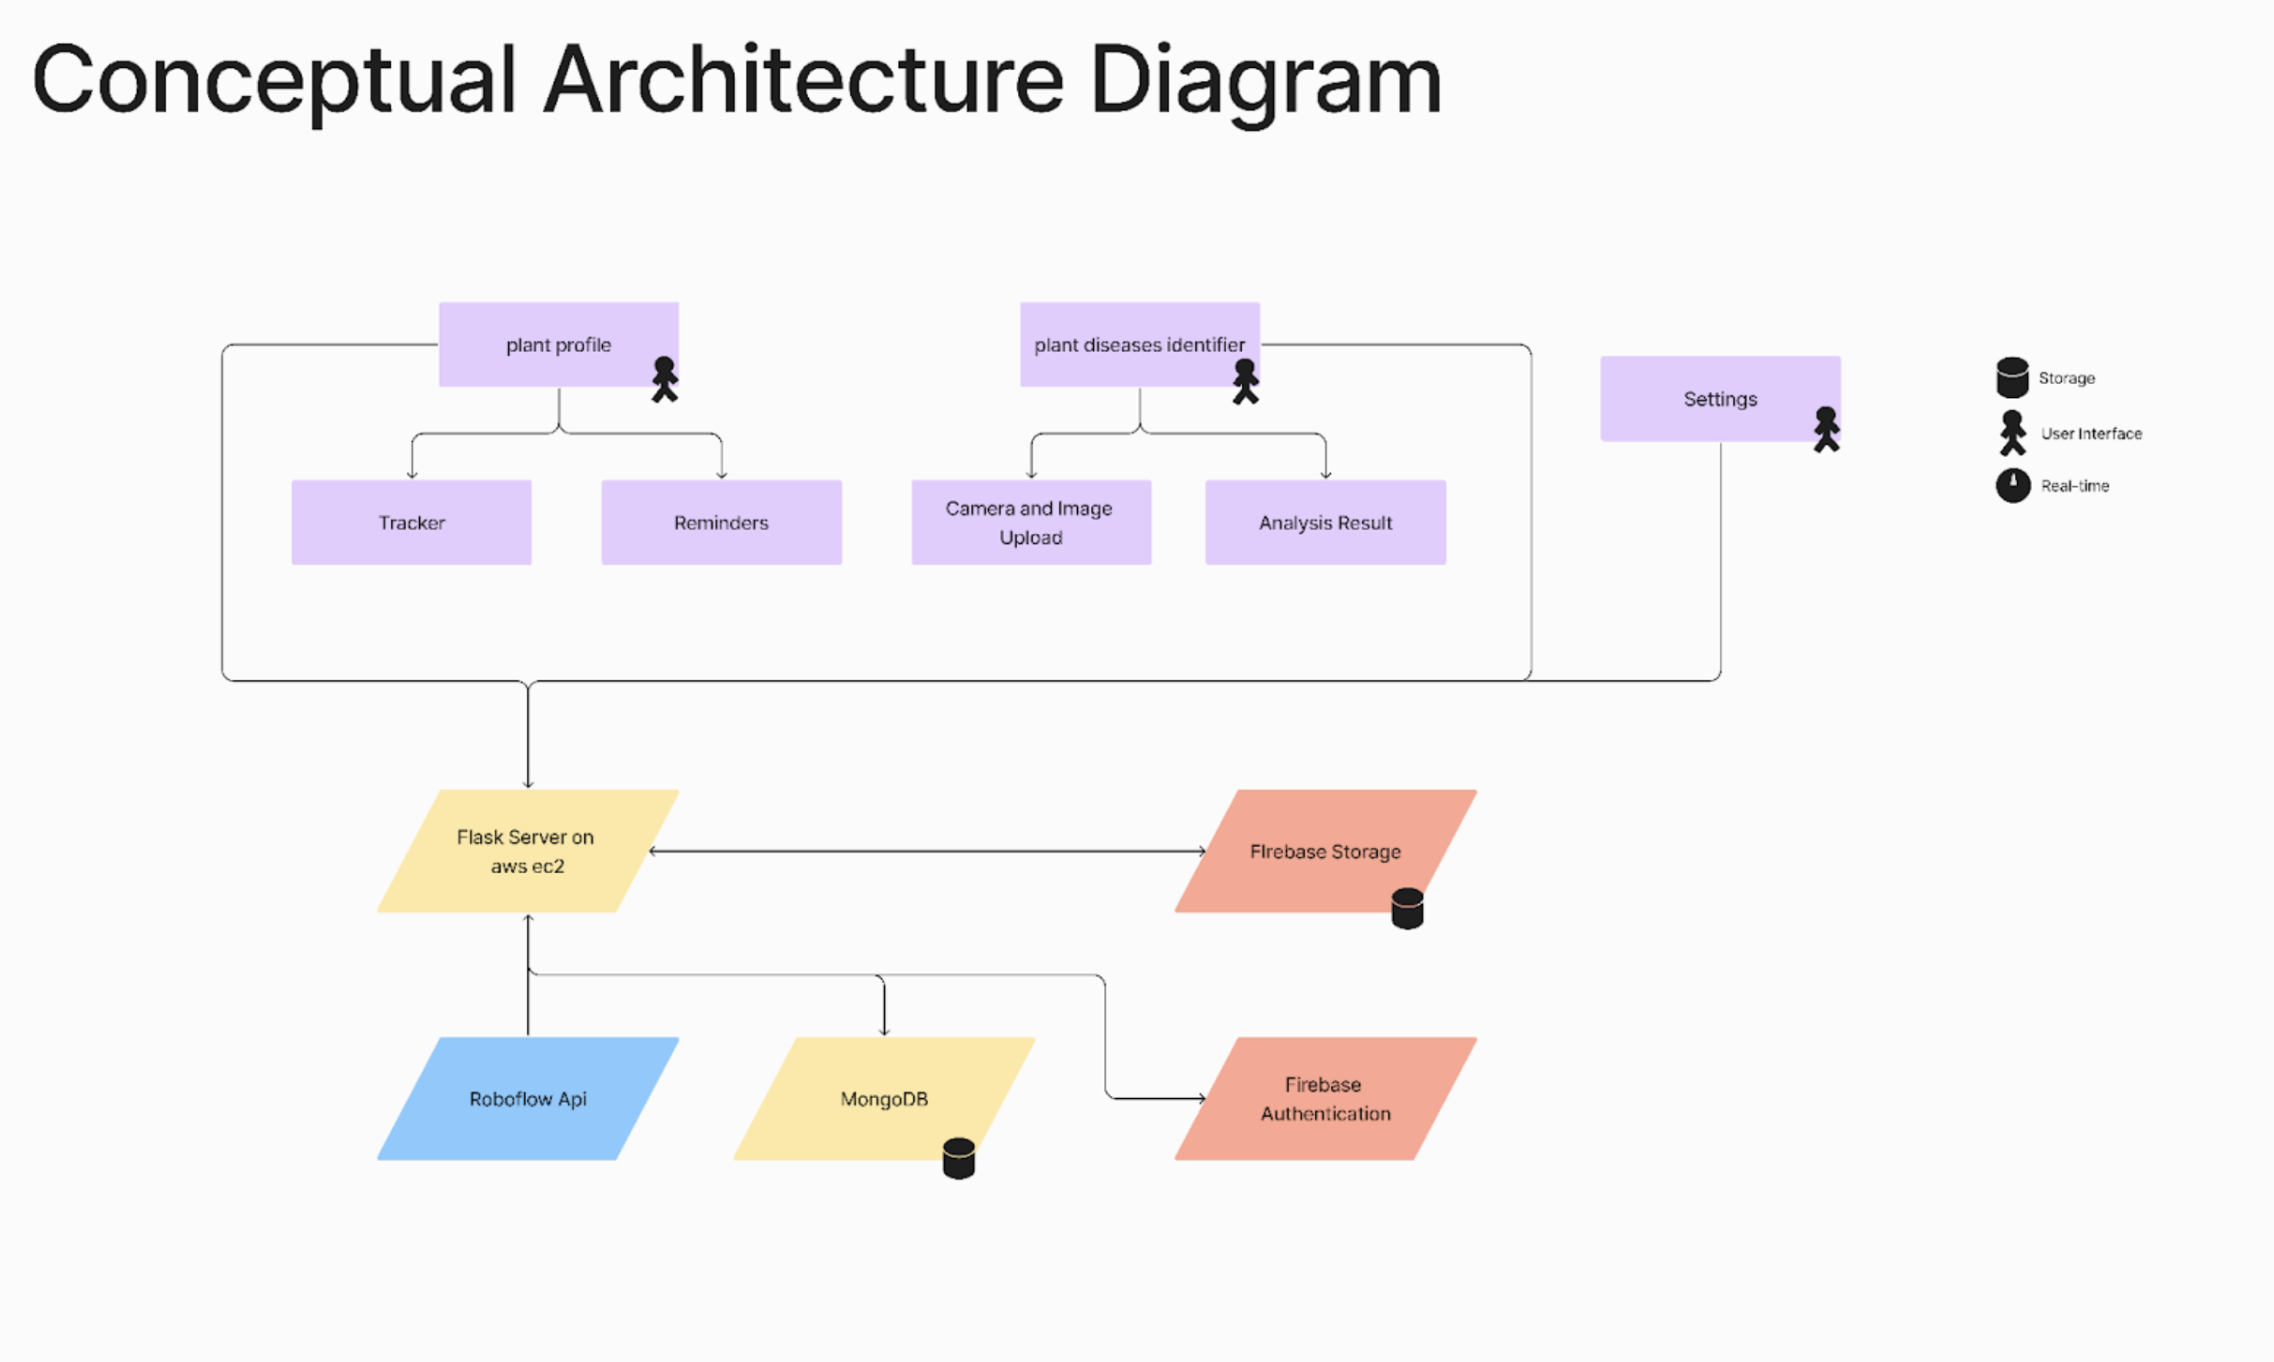 Conceptual Architecture Diagram
plant profile
plant diseases identifier
Settings
Storage
User Interface
Real-time
Tracker
Reminders
Camera and Image
Upload
Analysis Result
Flask Server on
aws ec2
FIrebase Storage
Roboflow Api
MongoDB
Firebase
Authentication